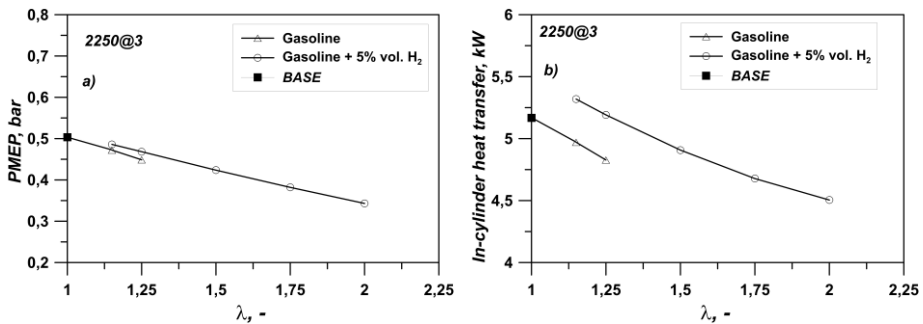 2250@3
a)
Gasoline
Gasoline + 5% vol. H₂
BASE
PMEP, bar
0,8
0,7
0,6
0,5
0,4
0,3
0,2
1
1,25
1,5
1,75
2
2,25
λ, -
2250@3
b)
Gasoline
Gasoline + 5% vol. H₂
BASE
In-cylinder heat transfer, kW
6
5,5
5
4,5
4
1
1,25
1,5
1,75
2
2,25
λ, -